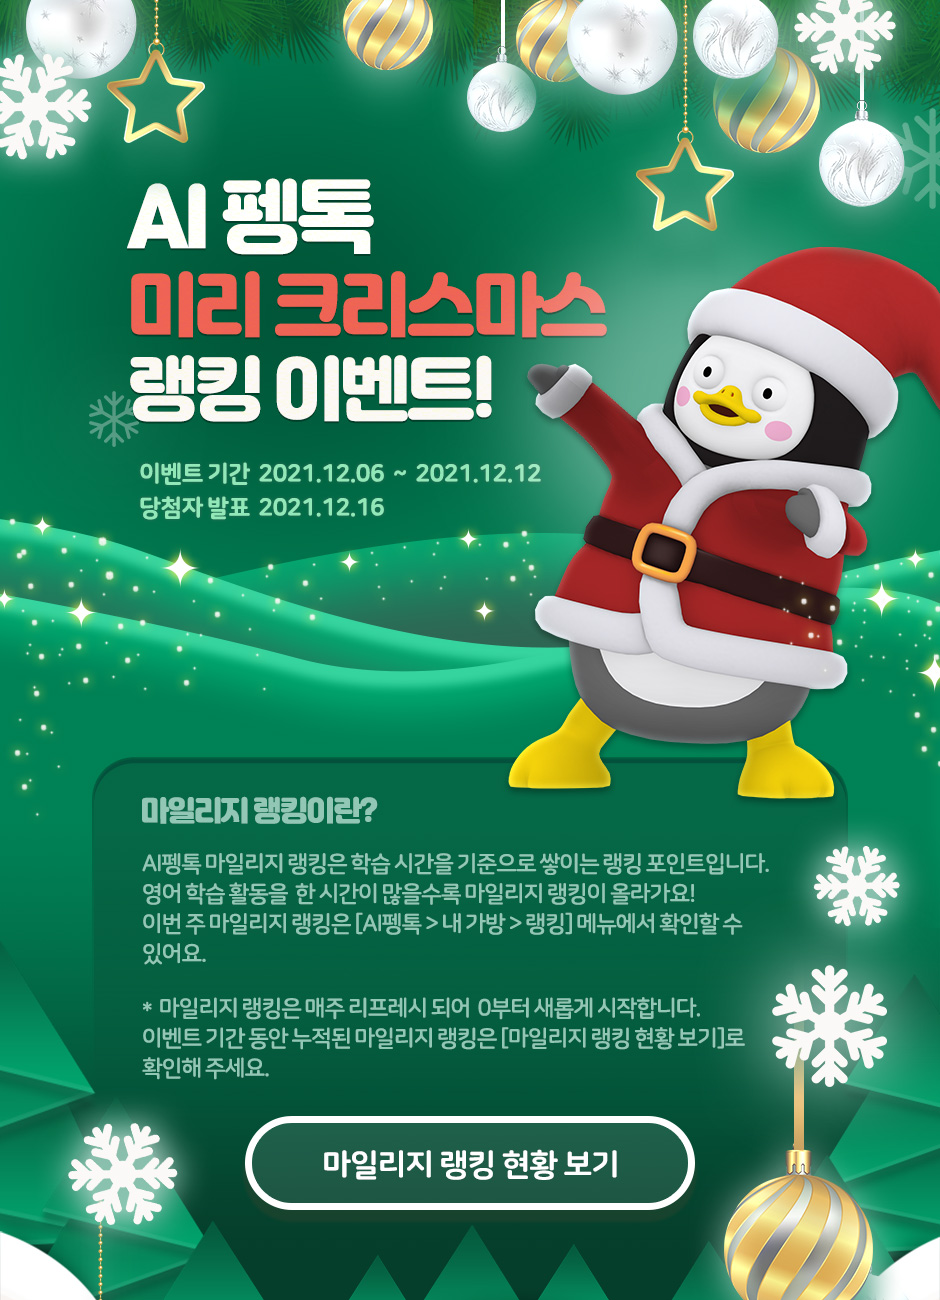 AI 펭톡
미리 크리스마스
랭킹 이벤트!
이벤트 기간 2021.12.06 ~ 2021.12.12
당첨자 발표 2021.12.16
마일리지 랭킹이란?
AI펭톡 마일리지 랭킹은 학습 시간을 기준으로 쌓이는 랭킹 포인트입니다.
영어 학습 활동을 한 시간이 많을수록 마일리지 랭킹이 올라가요!
이번 주 마일리지 랭킹은 [AI펭톡 > 내 가방 > 랭킹] 메뉴에서 확인할 수
있어요.
* 마일리지 랭킹은 매주 리프레시 되어 0부터 새롭게 시작합니다.
이벤트 기간 동안 누적된 마일리지 랭킹은 [마일리지 랭킹 현황 보기]로
확인해 주세요.
마일리지 랭킹 현황 보기